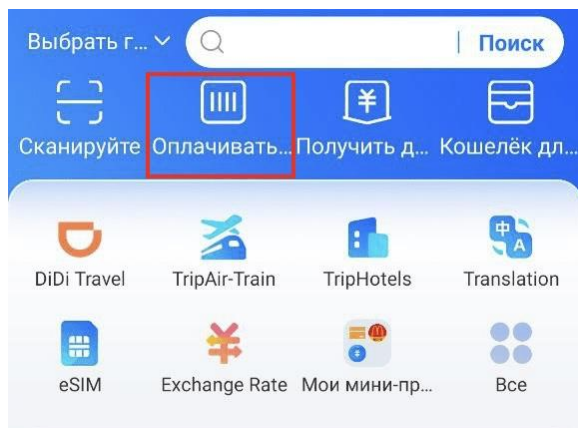 Выбрать г... Поиск
Сканируйте Оплачивать... Получить д... Кошелёк дл...
DiDi Travel TripAir-Train TripHotels Translation
eSIM Exchange Rate Мои мини-пр... Все